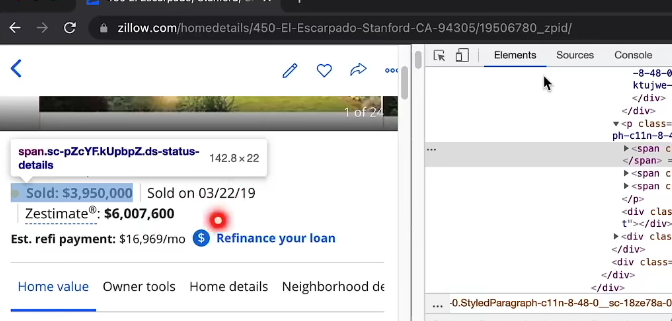 zillow.com/homedetails/450-El-Escarpado-Stanford-CA-94305/19506780_zpid/
Elements Sources Console
1 of 24
span.sc-pZcYF.kUpbpZ.ds-status-
details
142.8 × 22
Sold: $3,950,000 Sold on 03/22/19
Zestimate®: $6,007,600
Est. refi payment: $16,969/mo $ Refinance your loan
Home value Owner tools Home details Neighborhood de
-8-48-0
ktujwe-
</div>
</div>
▼<p class=
ph-c11n-8-48-0
… ▶<span c
</span> =
▶<span c
▶<span c
</p>
<div clas
t"></div>
▶<div clas
</div>
<div class=
</div>
… -0.StyledParagraph-c11n-8-48-0__sc-18ze78a-0